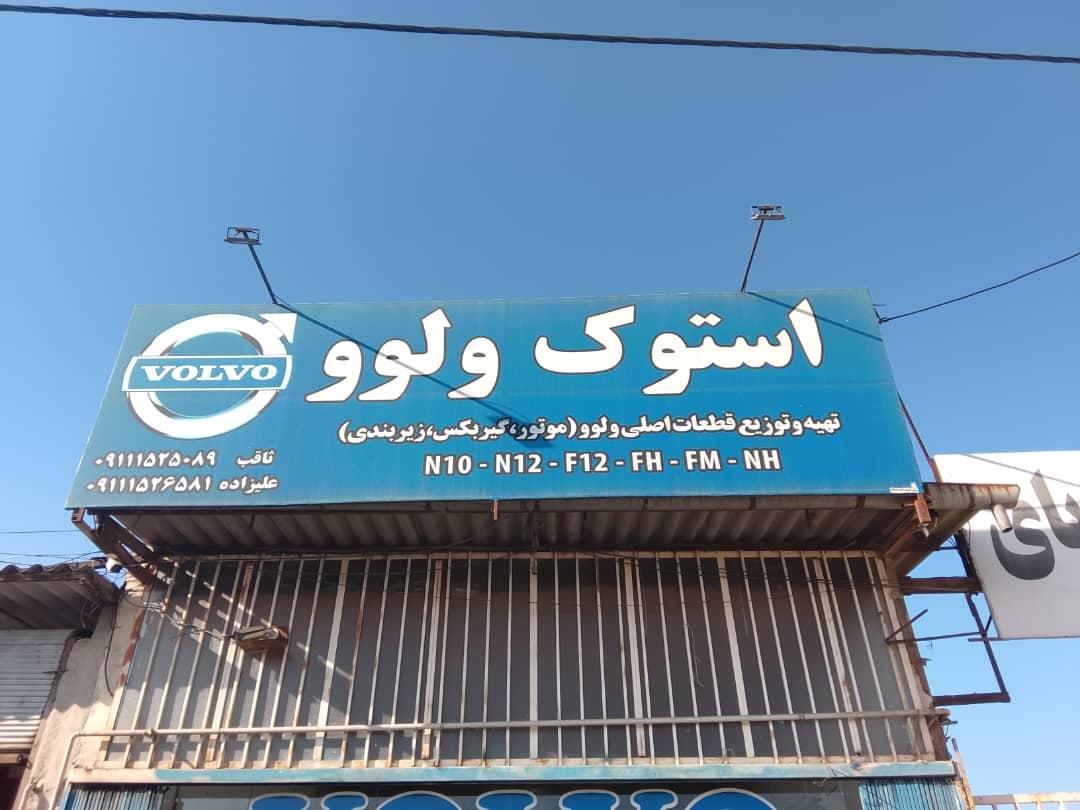 استوک ولوو
VOLVO
تهیه و توزیع قطعات اصلی ولوو (موتور، گیربکس، زیربندی)
N10 - N12 - F12 - FH - FM - NH
ثاقب ۰۹۱۱۱۵۲۵۰۸۹
علیزاده ۰۹۱۱۱۵۲۶۵۸۱
های